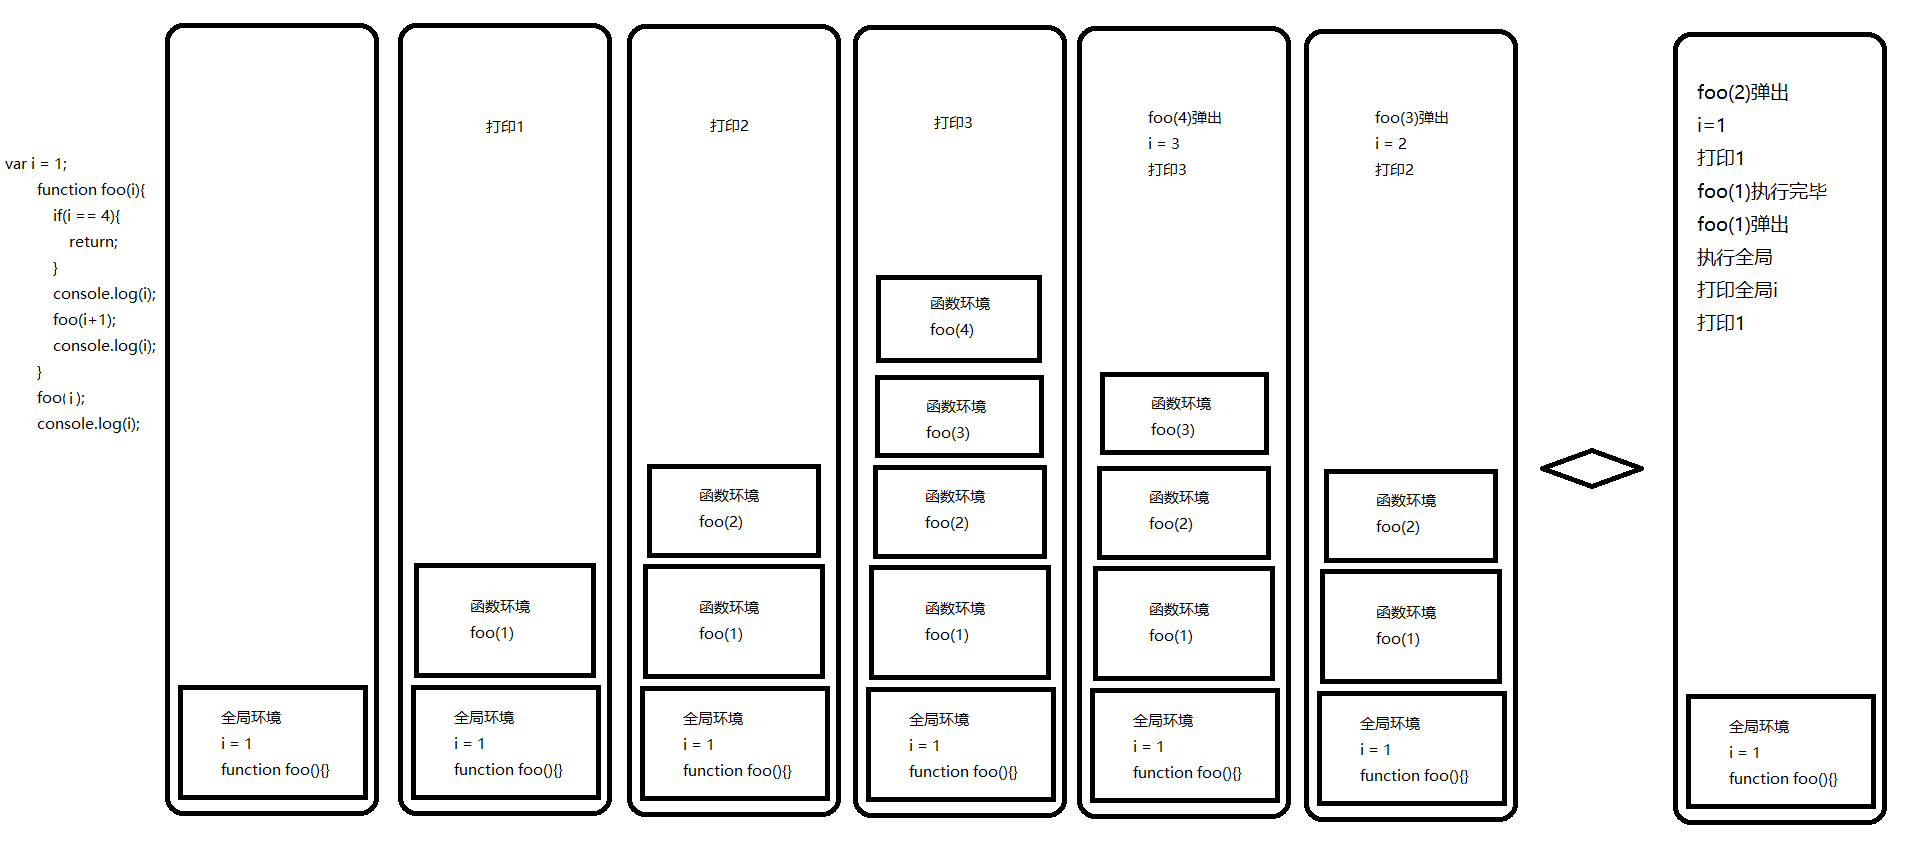 var i = 1;
function foo(i){
if(i == 4){
return;
}
console.log(i);
foo(i+1);
console.log(i);
}
foo( i );
console.log(i);
全局环境
i = 1
function foo(){}
打印1
函数环境
foo(1)
全局环境
i = 1
function foo(){}
打印2
函数环境
foo(2)
函数环境
foo(1)
全局环境
i = 1
function foo(){}
打印3
函数环境
foo(4)
函数环境
foo(3)
函数环境
foo(2)
函数环境
foo(1)
全局环境
i = 1
function foo(){}
foo(4)弹出
i = 3
打印3
函数环境
foo(3)
函数环境
foo(2)
函数环境
foo(1)
全局环境
i = 1
function foo(){}
foo(3)弹出
i = 2
打印2
函数环境
foo(2)
函数环境
foo(1)
全局环境
i = 1
function foo(){}
foo(2)弹出
i=1
打印1
foo(1)执行完毕
foo(1)弹出
执行全局
打印全局i
打印1
全局环境
i = 1
function foo(){}